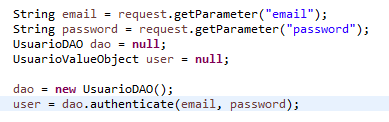 String email = request.getParameter("email");
String password = request.getParameter("password");
UsuarioDAO dao = null;
UsuarioValueObject user = null;
dao = new UsuarioDAO();
user = dao.authenticate(email, password);